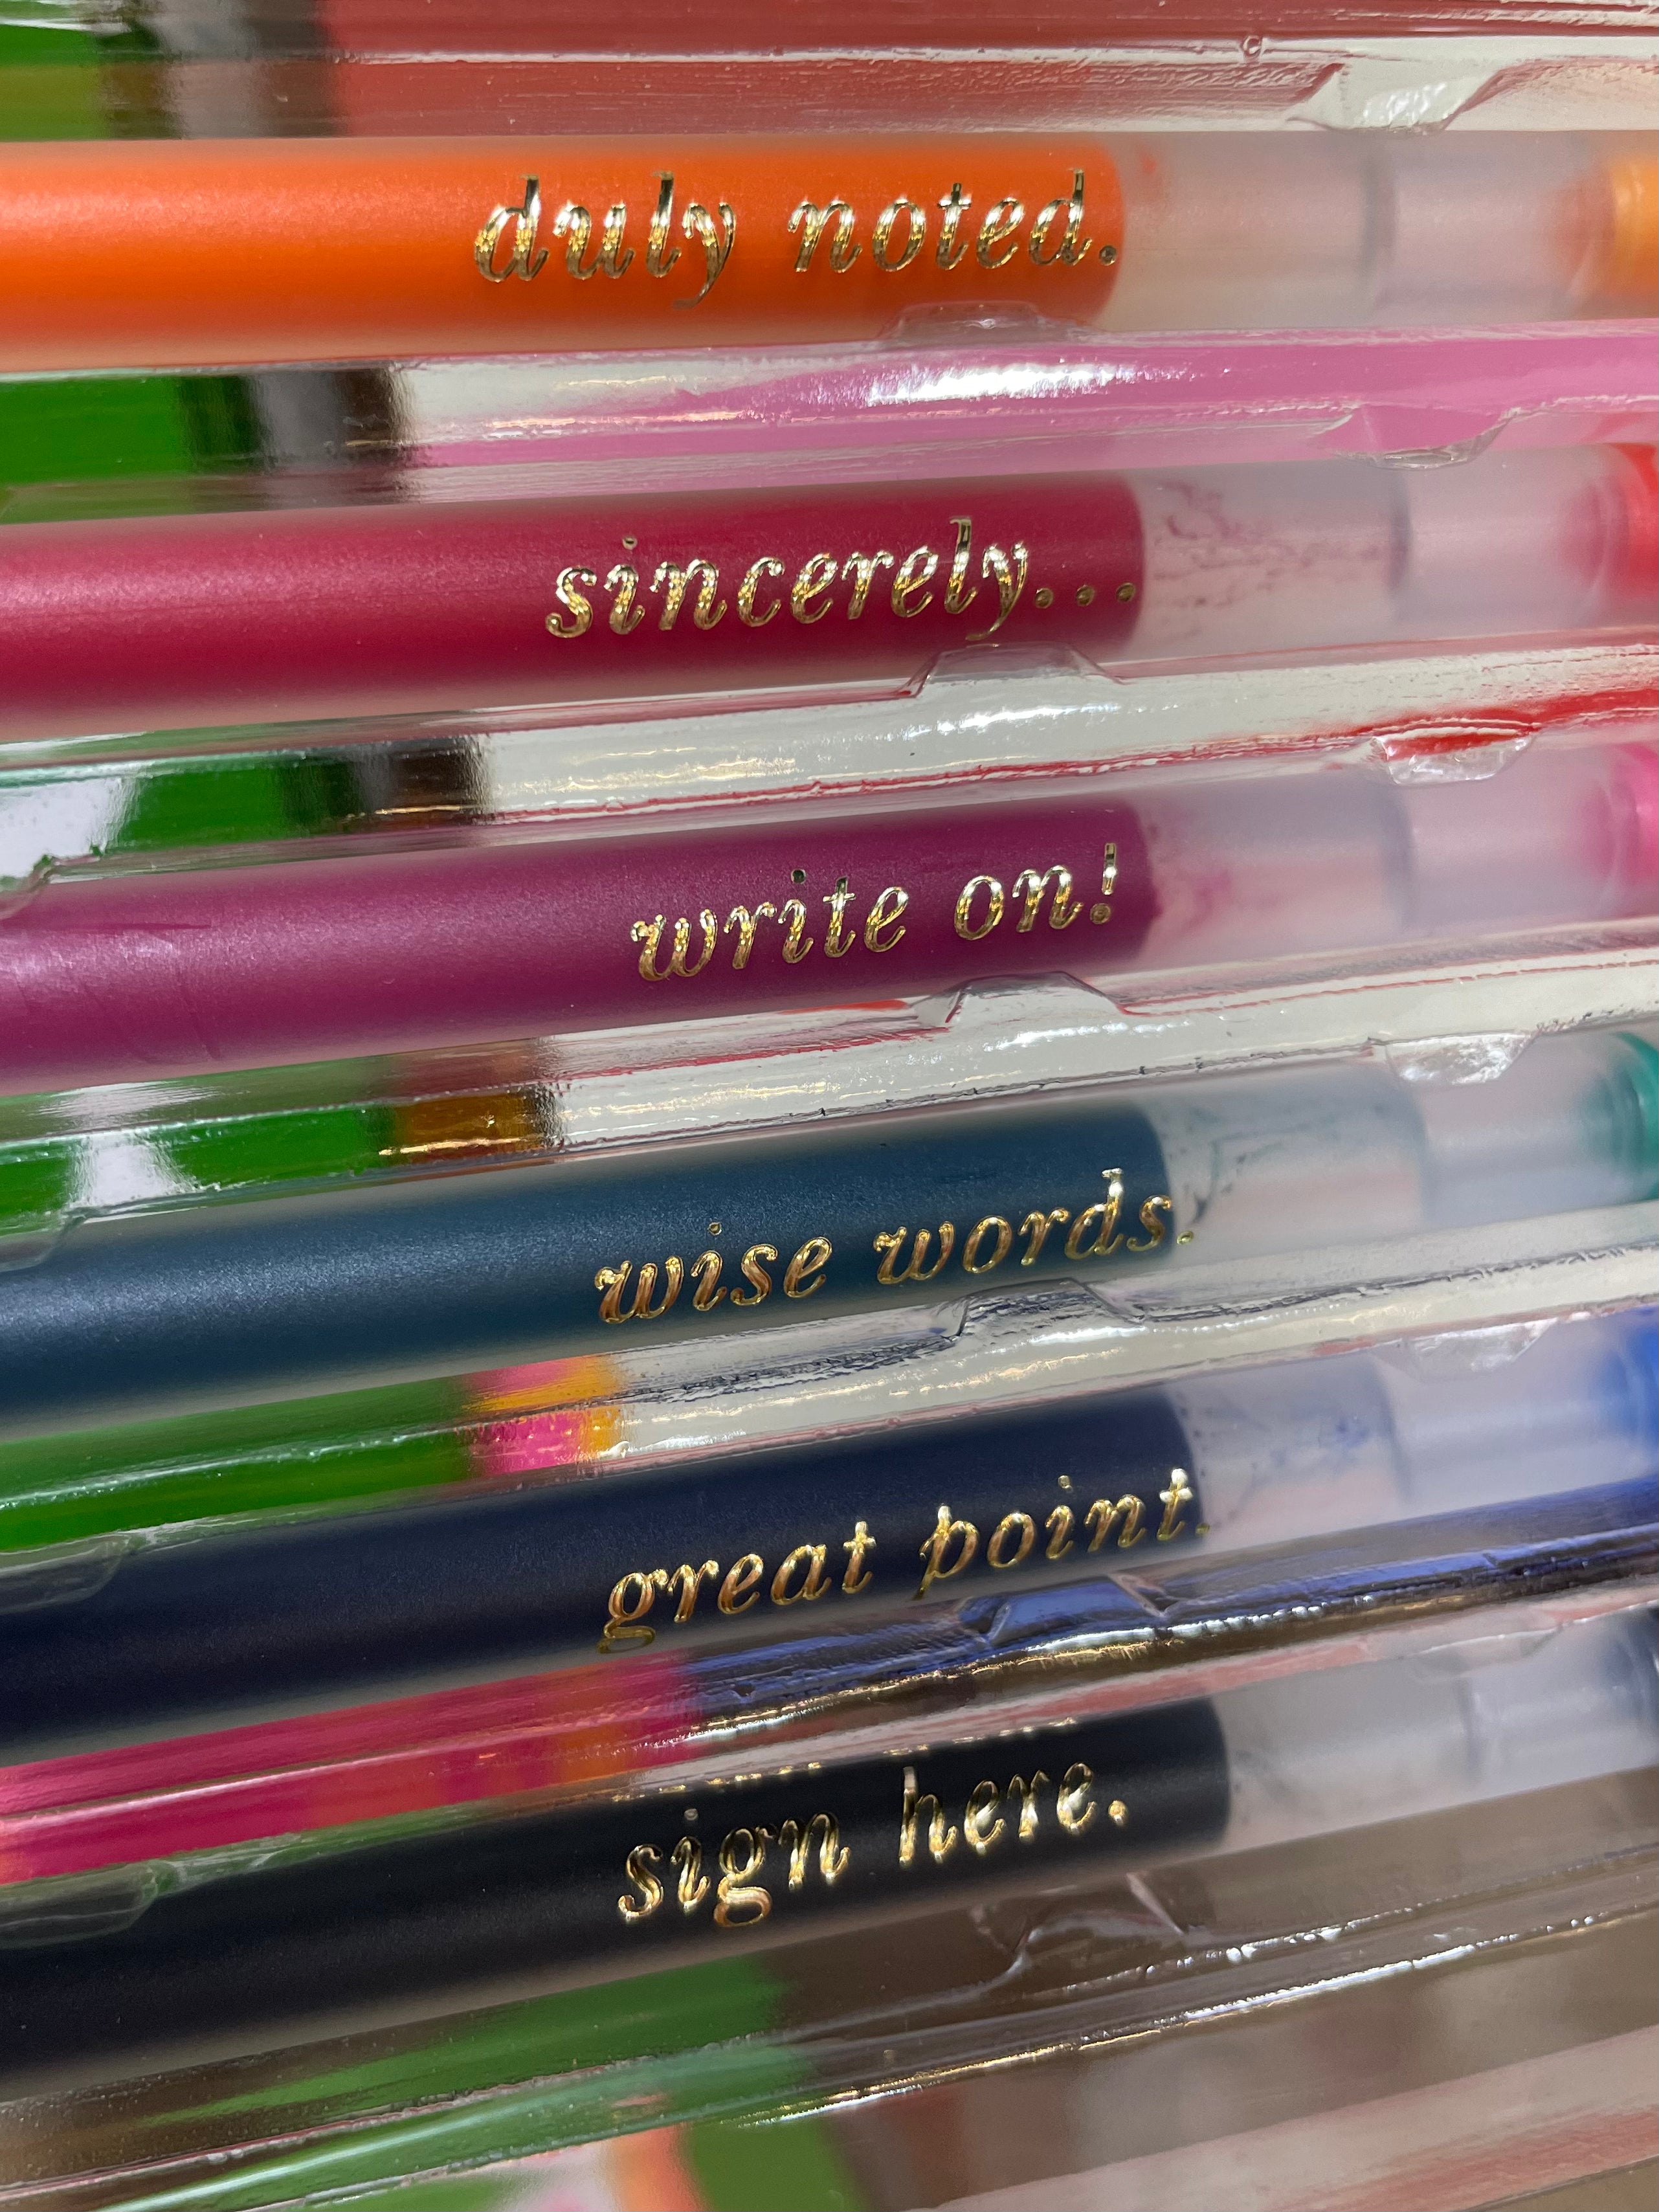 duly noted.
sincerely...
write on!
wise words.
great point.
sign here.